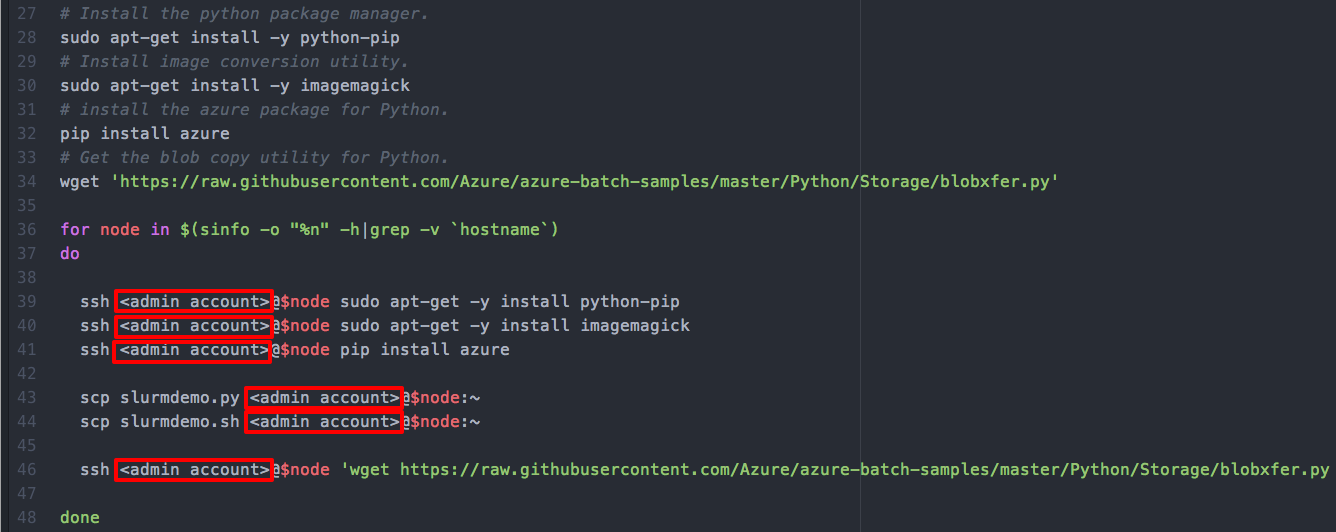 27 # Install the python package manager.
28 sudo apt-get install -y python-pip
29 # Install image conversion utility.
30 sudo apt-get install -y imagemagick
31 # install the azure package for Python.
32 pip install azure
33 # Get the blob copy utility for Python.
34 wget 'https://raw.githubusercontent.com/Azure/azure-batch-samples/master/Python/Storage/blobxfer.py'
35
36 for node in $(sinfo -o "%n" -h|grep -v `hostname`)
37 do
38
39 ssh <admin account>@$node sudo apt-get -y install python-pip
40 ssh <admin account>@$node sudo apt-get -y install imagemagick
41 ssh <admin account>@$node pip install azure
42
43 scp slurmdemo.py <admin account>@$node:~
44 scp slurmdemo.sh <admin account>@$node:~
45
46 ssh <admin account>@$node 'wget https://raw.githubusercontent.com/Azure/azure-batch-samples/master/Python/Storage/blobxfer.py
47
48 done